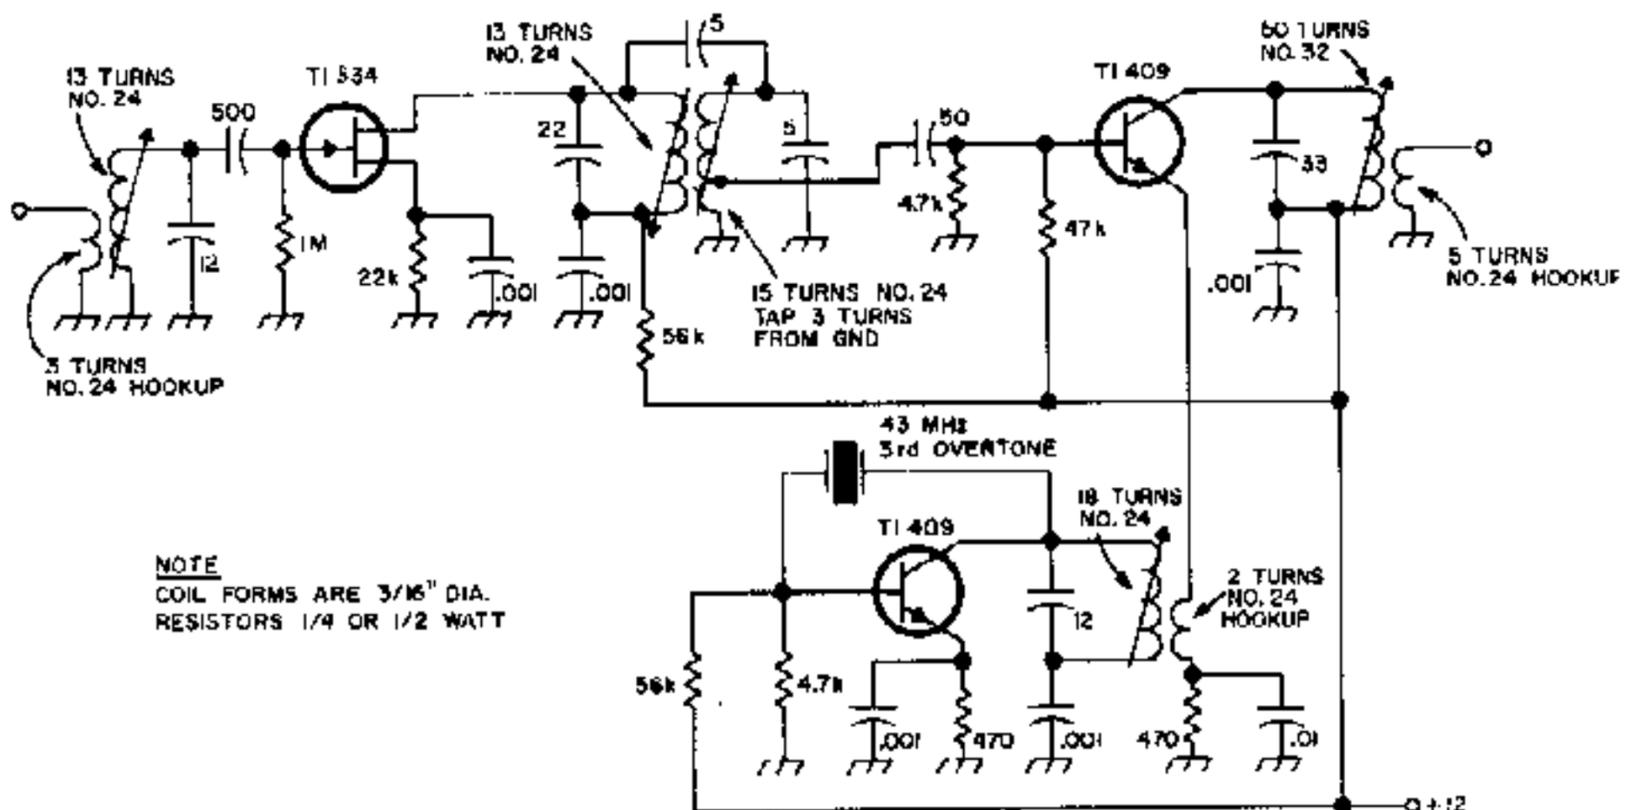 13 TURNS
NO. 24
500
TI 334
12
1M
22k
.001
3 TURNS
NO. 24 HOOKUP
13 TURNS
NO. 24
5
22
.001
5
56k
15 TURNS NO. 24
TAP 3 TURNS
FROM GND
50
4.7k
47k
TI 409
60 TURNS
NO. 32
33
.001
5 TURNS
NO. 24 HOOKUP
43 MHz
3rd OVERTONE
TI 409
18 TURNS
NO. 24
2 TURNS
NO. 24
HOOKUP
12
56k
4.7k
.001
470
.001
470
.01
+12
NOTE
COIL FORMS ARE 3/16" DIA.
RESISTORS 1/4 OR 1/2 WATT